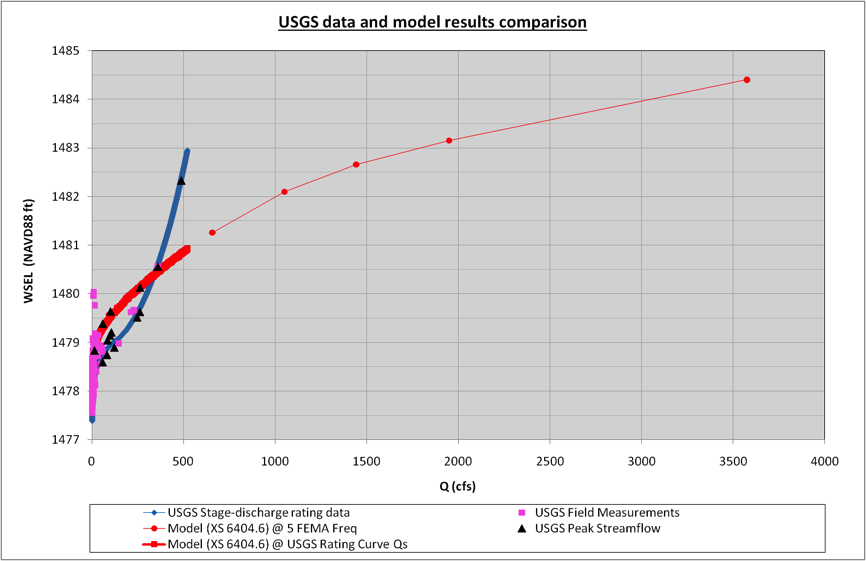 USGS data and model results comparison
1485
1484
1483
1482
1481
1480
1479
1478
1477
WSEL (NAVD88 ft)
0 500 1000 1500 2000 2500 3000 3500 4000
Q (cfs)
USGS Stage-discharge rating data USGS Field Measurements
Model (XS 6404.6) @ 5 FEMA Freq USGS Peak Streamflow
Model (XS 6404.6) @ USGS Rating Curve Qs